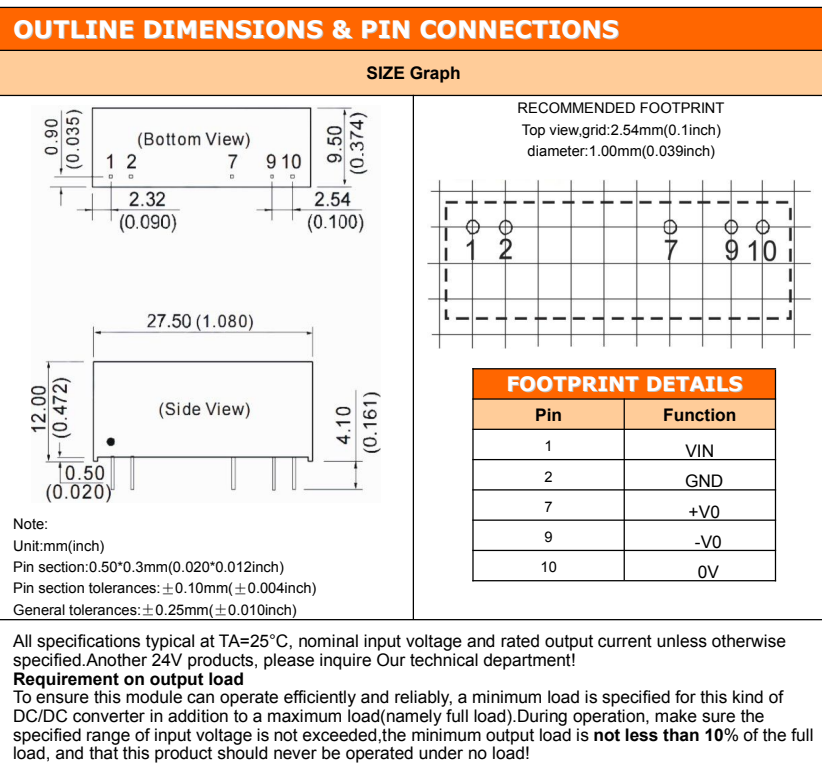 OUTLINE DIMENSIONS & PIN CONNECTIONS
SIZE Graph
0.90
(0.035)
(Bottom View)
1 2 7 9 10
9.50
(0.374)
2.32
(0.090)
2.54
(0.100)
27.50 (1.080)
12.00
(0.472)
(Side View)
4.10
(0.161)
0.50
(0.020)
Note:
Unit:mm(inch)
Pin section:0.50*0.3mm(0.020*0.012inch)
Pin section tolerances:±0.10mm(±0.004inch)
General tolerances:±0.25mm(±0.010inch)
RECOMMENDED FOOTPRINT
Top view,grid:2.54mm(0.1inch)
diameter:1.00mm(0.039inch)
1 2 7 9 10
FOOTPRINT DETAILS
Pin Function
1 VIN
2 GND
7 +V0
9 -V0
10 0V
All specifications typical at TA=25°C, nominal input voltage and rated output current unless otherwise
specified.Another 24V products, please inquire Our technical department!
Requirement on output load
To ensure this module can operate efficiently and reliably, a minimum load is specified for this kind of
DC/DC converter in addition to a maximum load(namely full load).During operation, make sure the
specified range of input voltage is not exceeded,the minimum output load is not less than 10% of the full
load, and that this product should never be operated under no load!